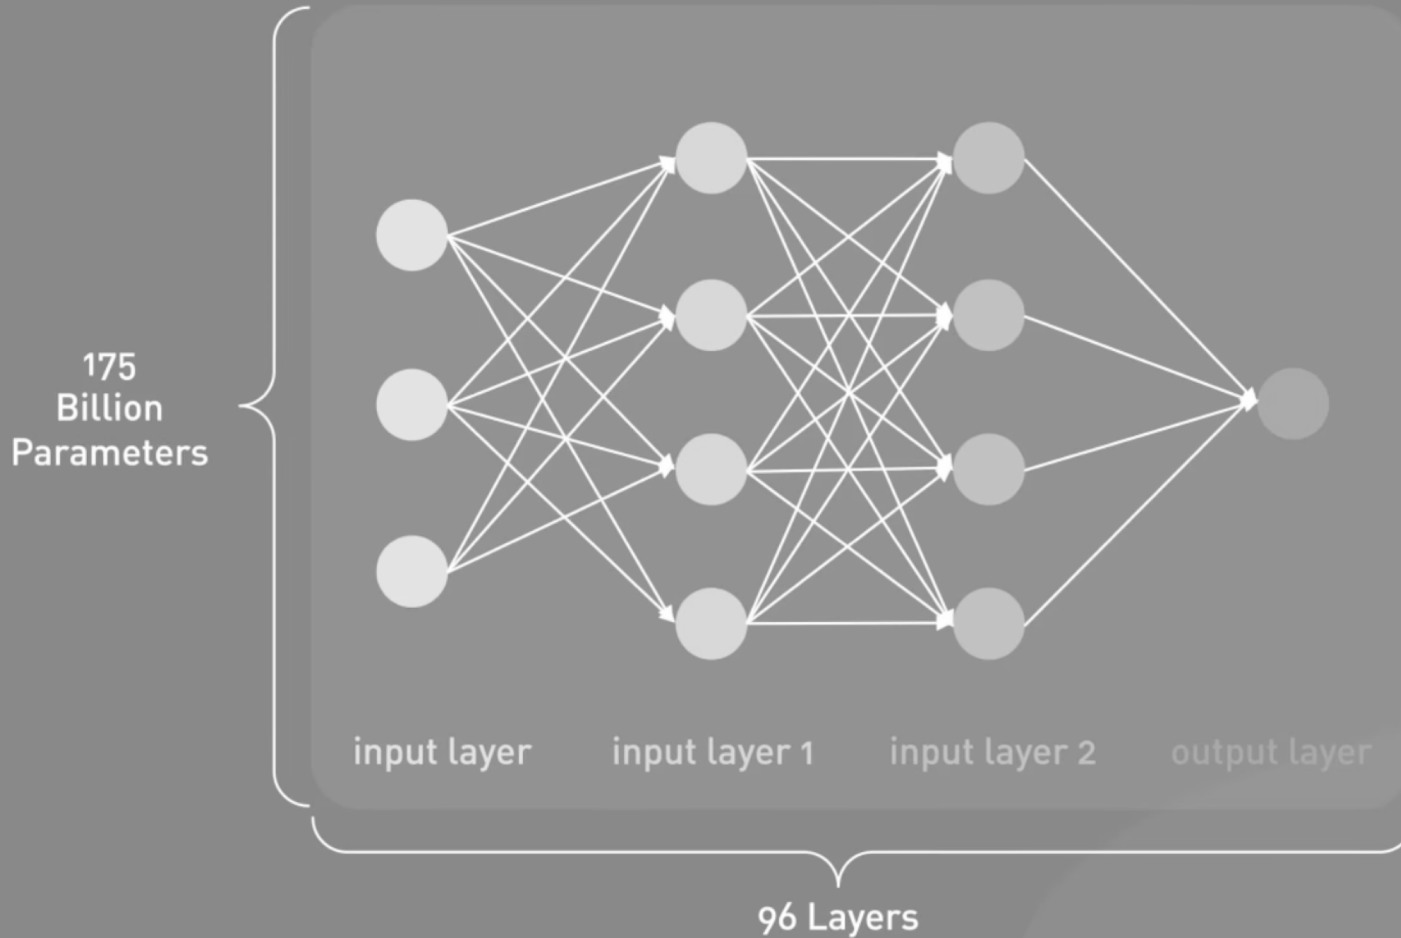 175
Billion
Parameters
input layer
input layer 1
input layer 2
output layer
96 Layers